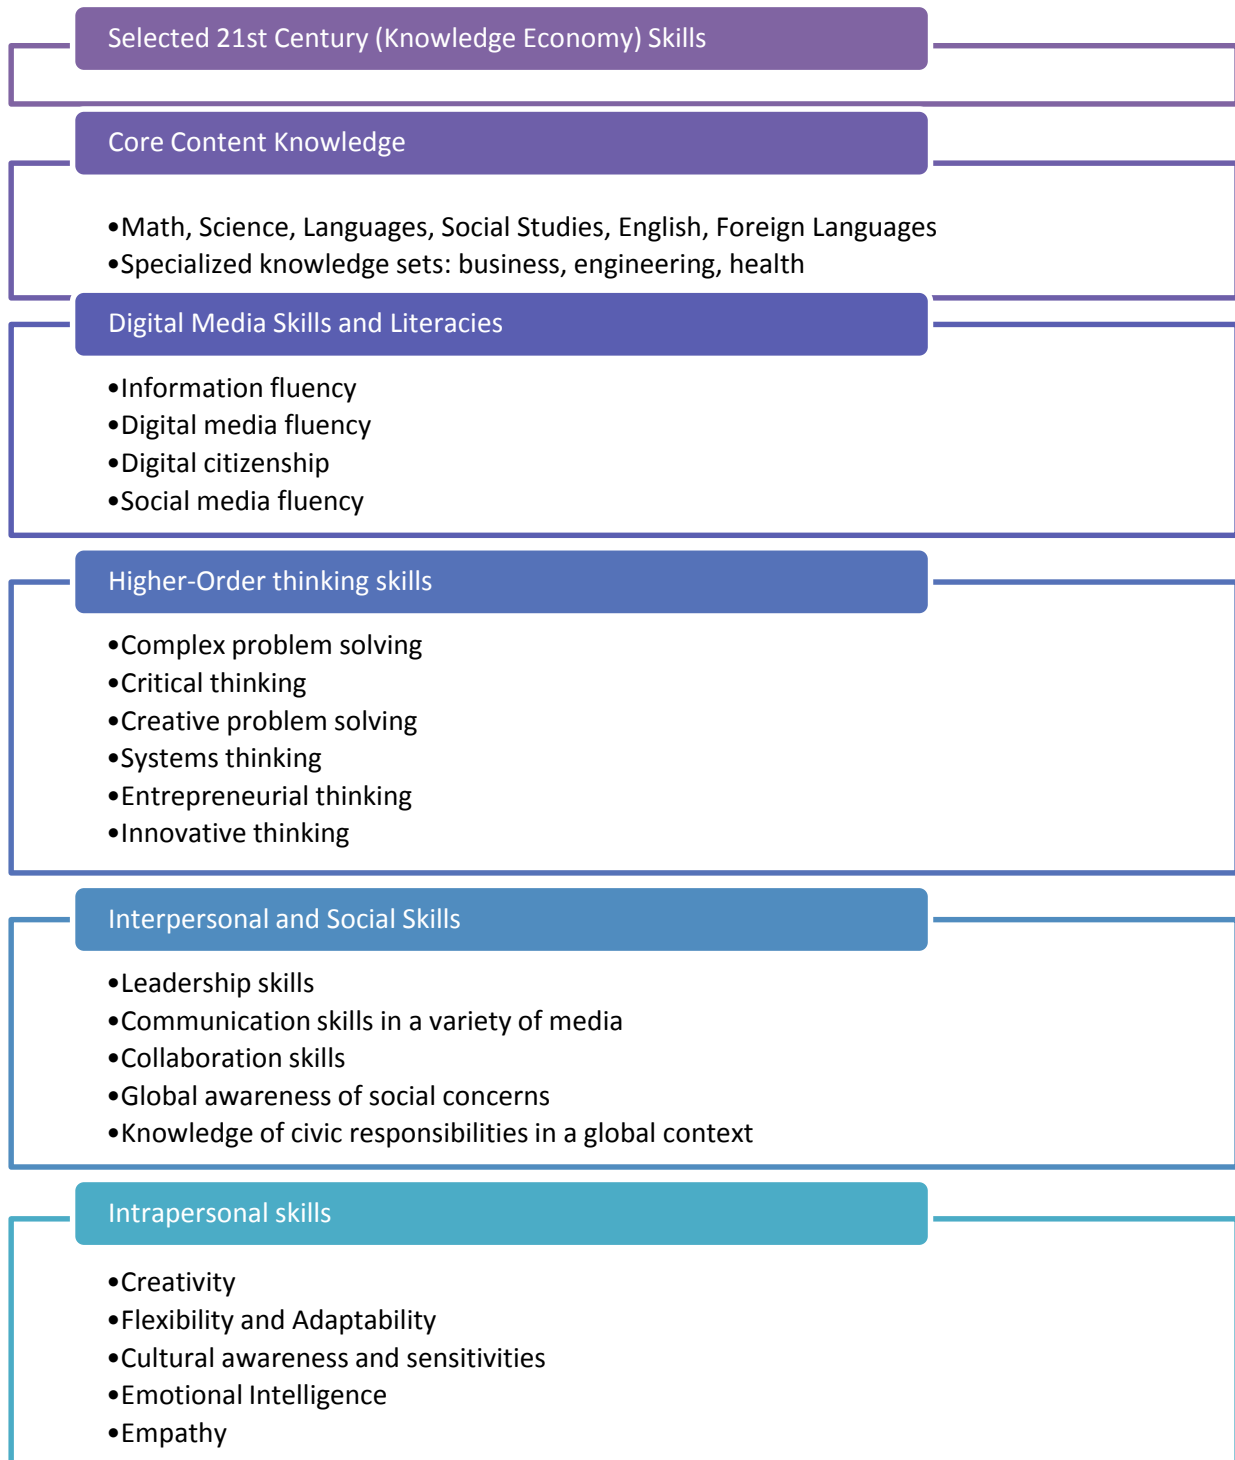 Selected 21st Century (Knowledge Economy) Skills
Core Content Knowledge
•Math, Science, Languages, Social Studies, English, Foreign Languages
•Specialized knowledge sets: business, engineering, health
Digital Media Skills and Literacies
•Information fluency
•Digital media fluency
•Digital citizenship
•Social media fluency
Higher-Order thinking skills
•Complex problem solving
•Critical thinking
•Creative problem solving
•Systems thinking
•Entrepreneurial thinking
•Innovative thinking
Interpersonal and Social Skills
•Leadership skills
•Communication skills in a variety of media
•Collaboration skills
•Global awareness of social concerns
•Knowledge of civic responsibilities in a global context
Intrapersonal skills
•Creativity
•Flexibility and Adaptability
•Cultural awareness and sensitivities
•Emotional Intelligence
•Empathy